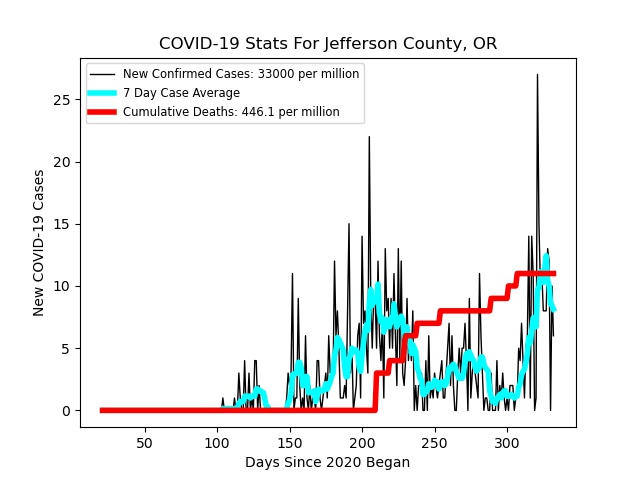 COVID-19 Stats For Jefferson County, OR
New Confirmed Cases: 33000 per million
7 Day Case Average
Cumulative Deaths: 446.1 per million
New COVID-19 Cases
25
20
15
10
5
0
50 100 150 200 250 300
Days Since 2020 Began